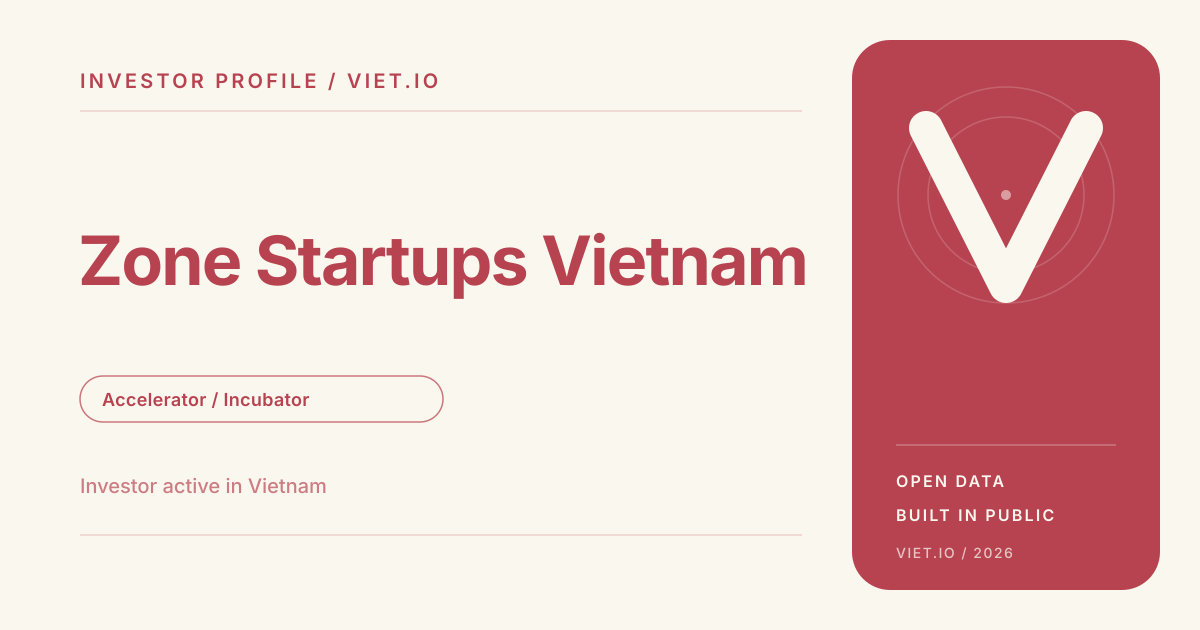 INVESTOR PROFILE / VIET.IO
Zone Startups Vietnam
Accelerator / Incubator
Investor active in Vietnam
V
OPEN DATA
BUILT IN PUBLIC
VIET.IO / 2026